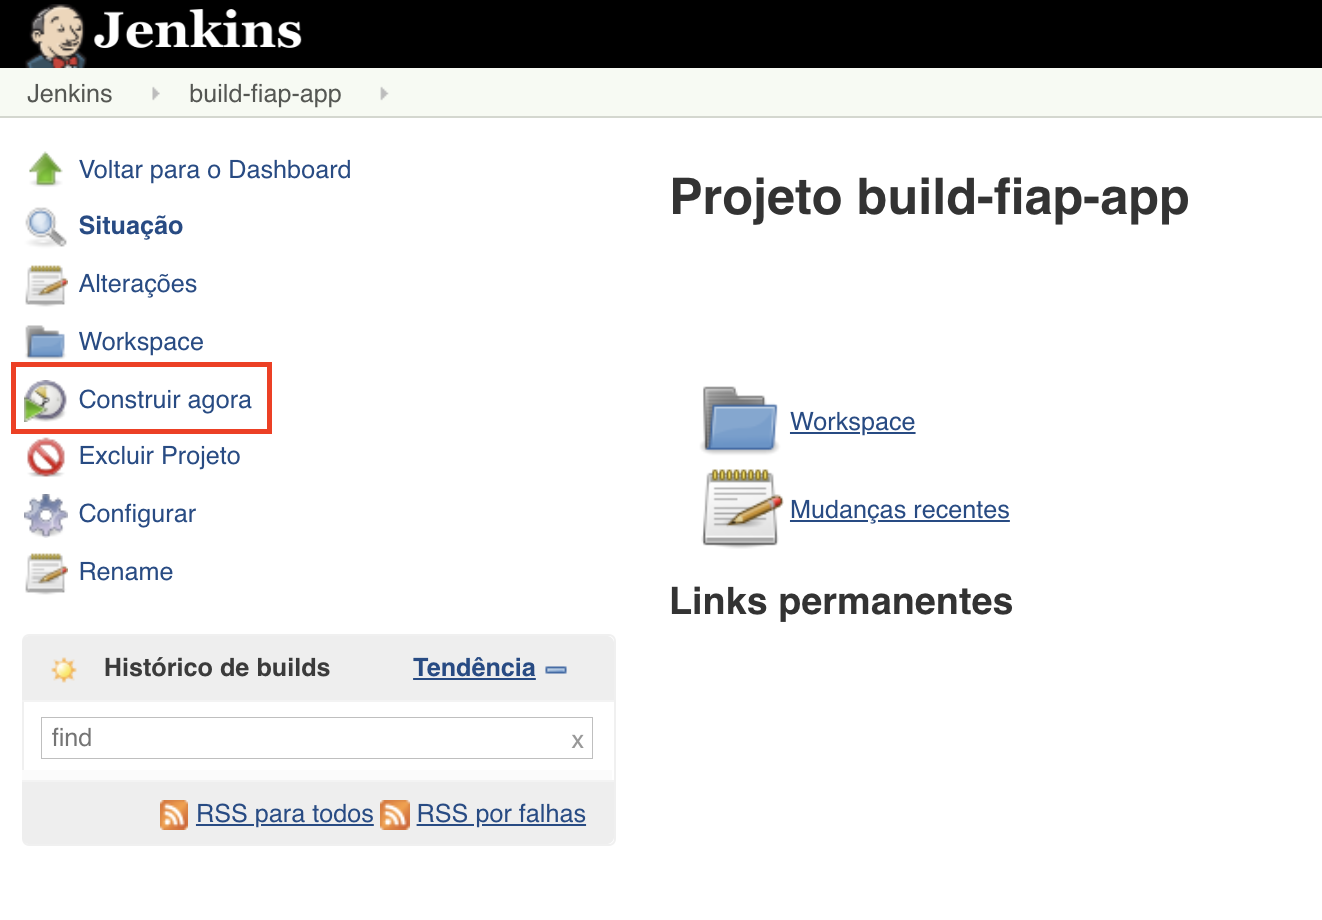 Jenkins
Jenkins build-fiap-app
Voltar para o Dashboard
Situação
Alterações
Workspace
Construir agora
Excluir Projeto
Configurar
Rename
Histórico de builds Tendência
find x
RSS para todos RSS por falhas
Projeto build-fiap-app
Workspace
Mudanças recentes
Links permanentes